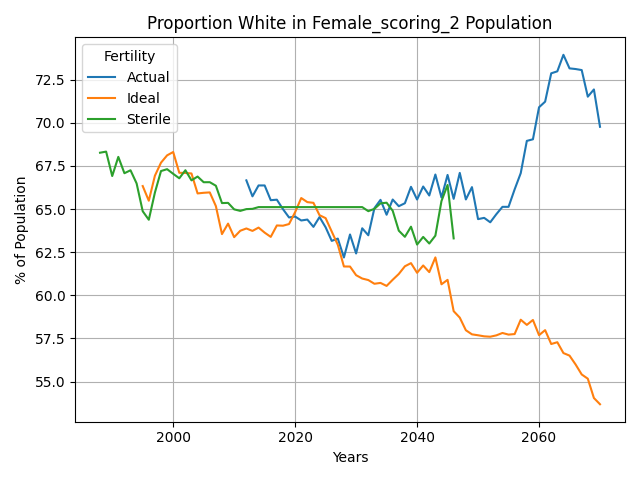 Proportion White in Female_scoring_2 Population
Fertility
Actual
Ideal
Sterile
% of Population
72.5
70.0
67.5
65.0
62.5
60.0
57.5
55.0
2000
2020
2040
2060
Years